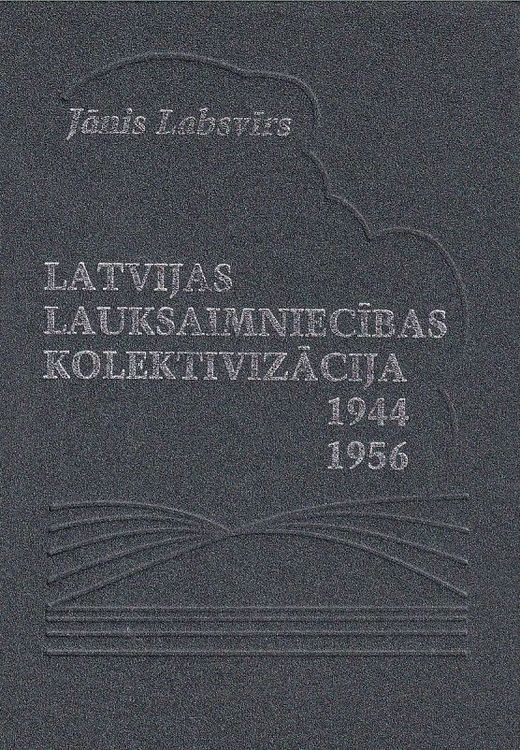 Jānis Labsvīrs
LATVIJAS
LAUKSAIMNIECĪBAS
KOLEKTIVIZĀCIJA
1944
1956